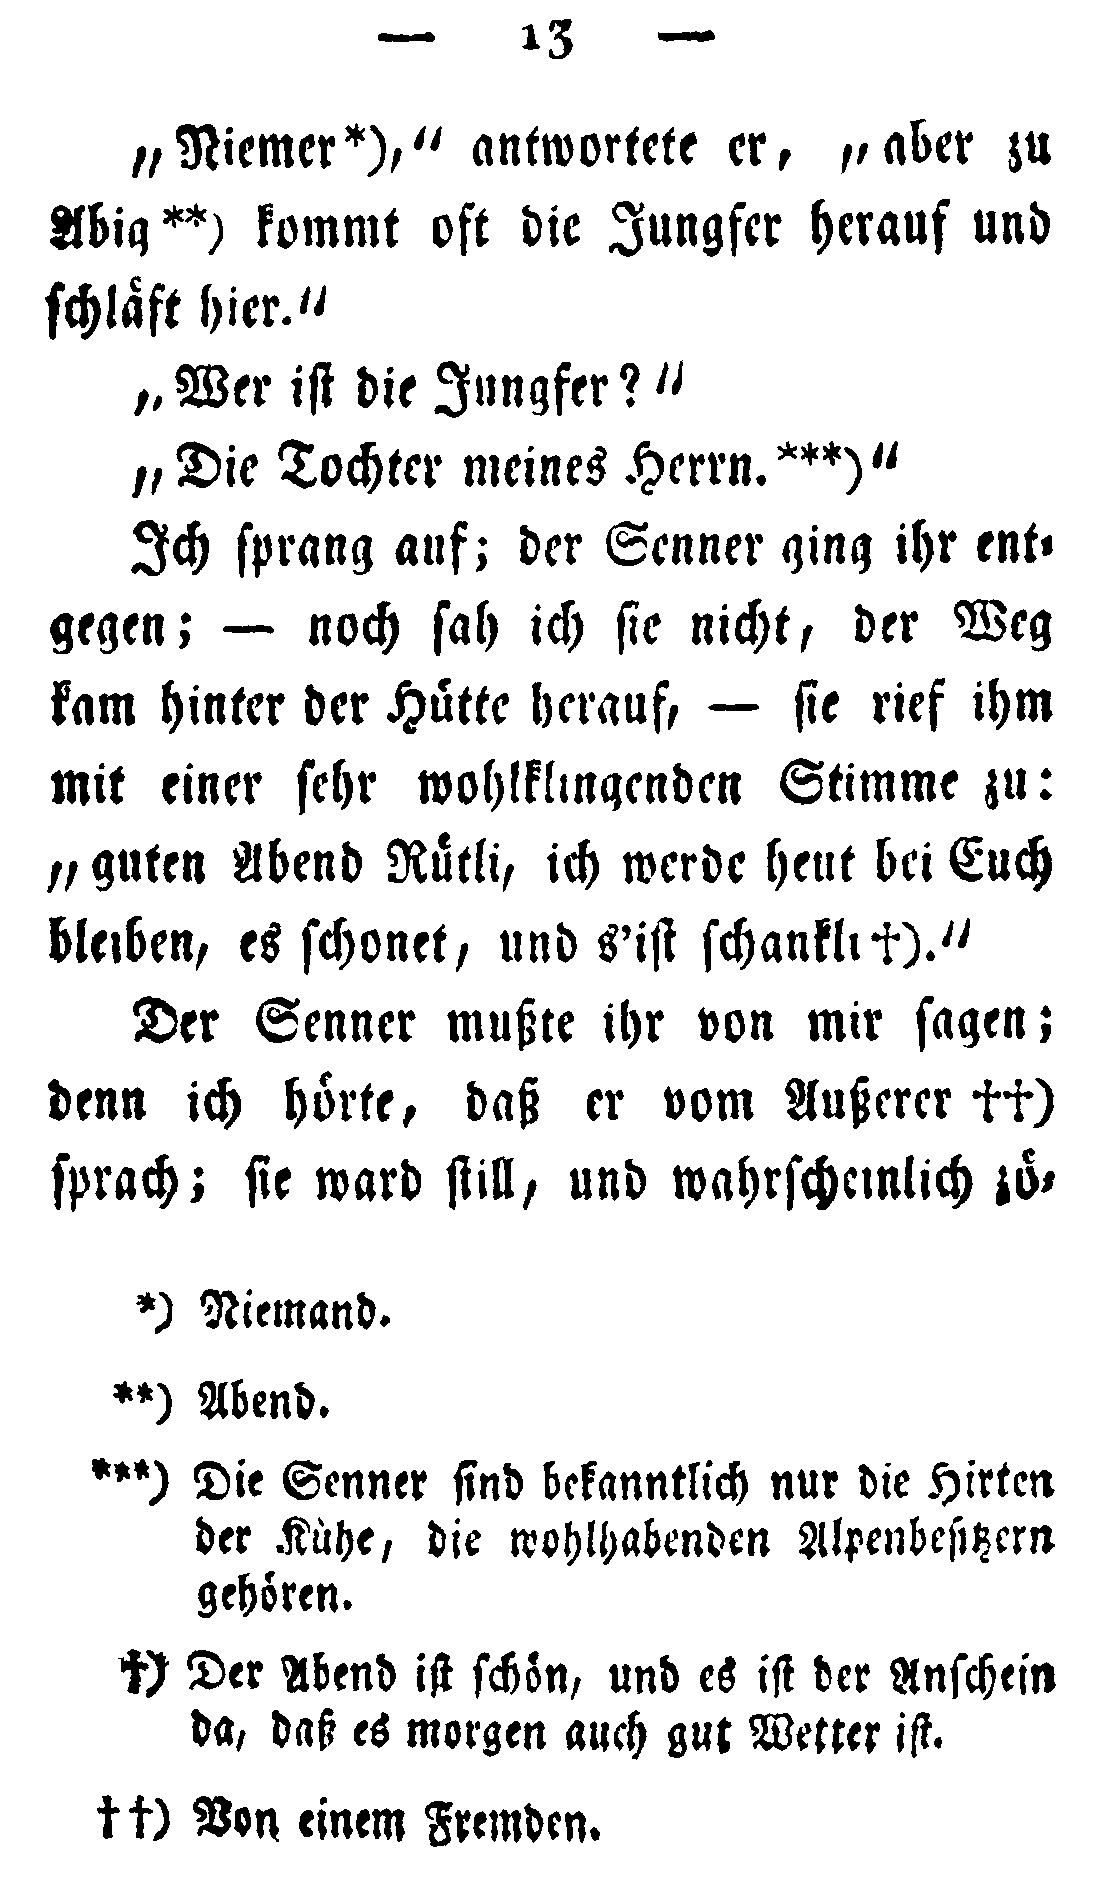 — 13 —
„Niemer*),“ antwortete er, „aber zu
Abig**) kommt oft die Jungfer herauf und
schläft hier.“
„Wer ist die Jungfer?“
„Die Tochter meines Herrn.***)“
Ich sprang auf; der Senner ging ihr ent-
gegen; — noch sah ich sie nicht, der Weg
kam hinter der Hütte herauf, — sie rief ihm
mit einer sehr wohlklingenden Stimme zu:
„guten Abend Rütli, ich werde heut bei Euch
bleiben, es schonet, und s'ist schankli†).“
Der Senner mußte ihr von mir sagen;
denn ich hörte, daß er vom Außerer ††)
sprach; sie ward still, und wahrscheinlich zö-
*) Niemand.
**) Abend.
***) Die Senner sind bekanntlich nur die Hirten
der Kühe, die wohlhabenden Alpenbesitzern
gehören.
†) Der Abend ist schön, und es ist der Anschein
da, daß es morgen auch gut Wetter ist.
††) Von einem Fremden.